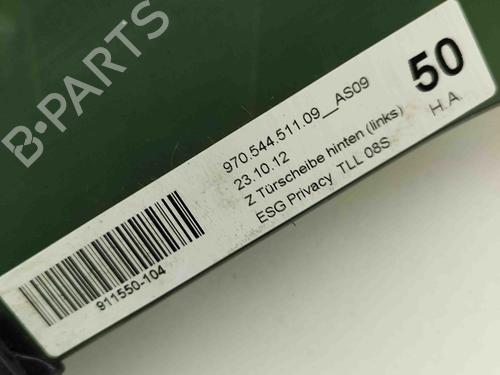 B-PARTS
970.544.511.09__AS09
23.10.12
Z Türscheibe hinten (links)
ESG Privacy TLL 08S
50
H.A.
911550-104